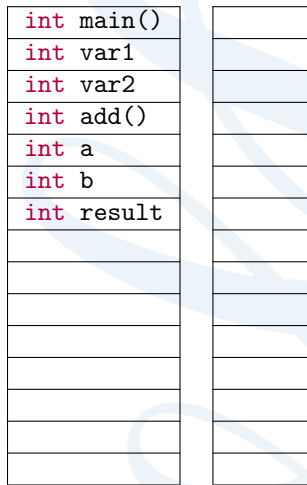 int main()
int var1
int var2
int add()
int a
int b
int result